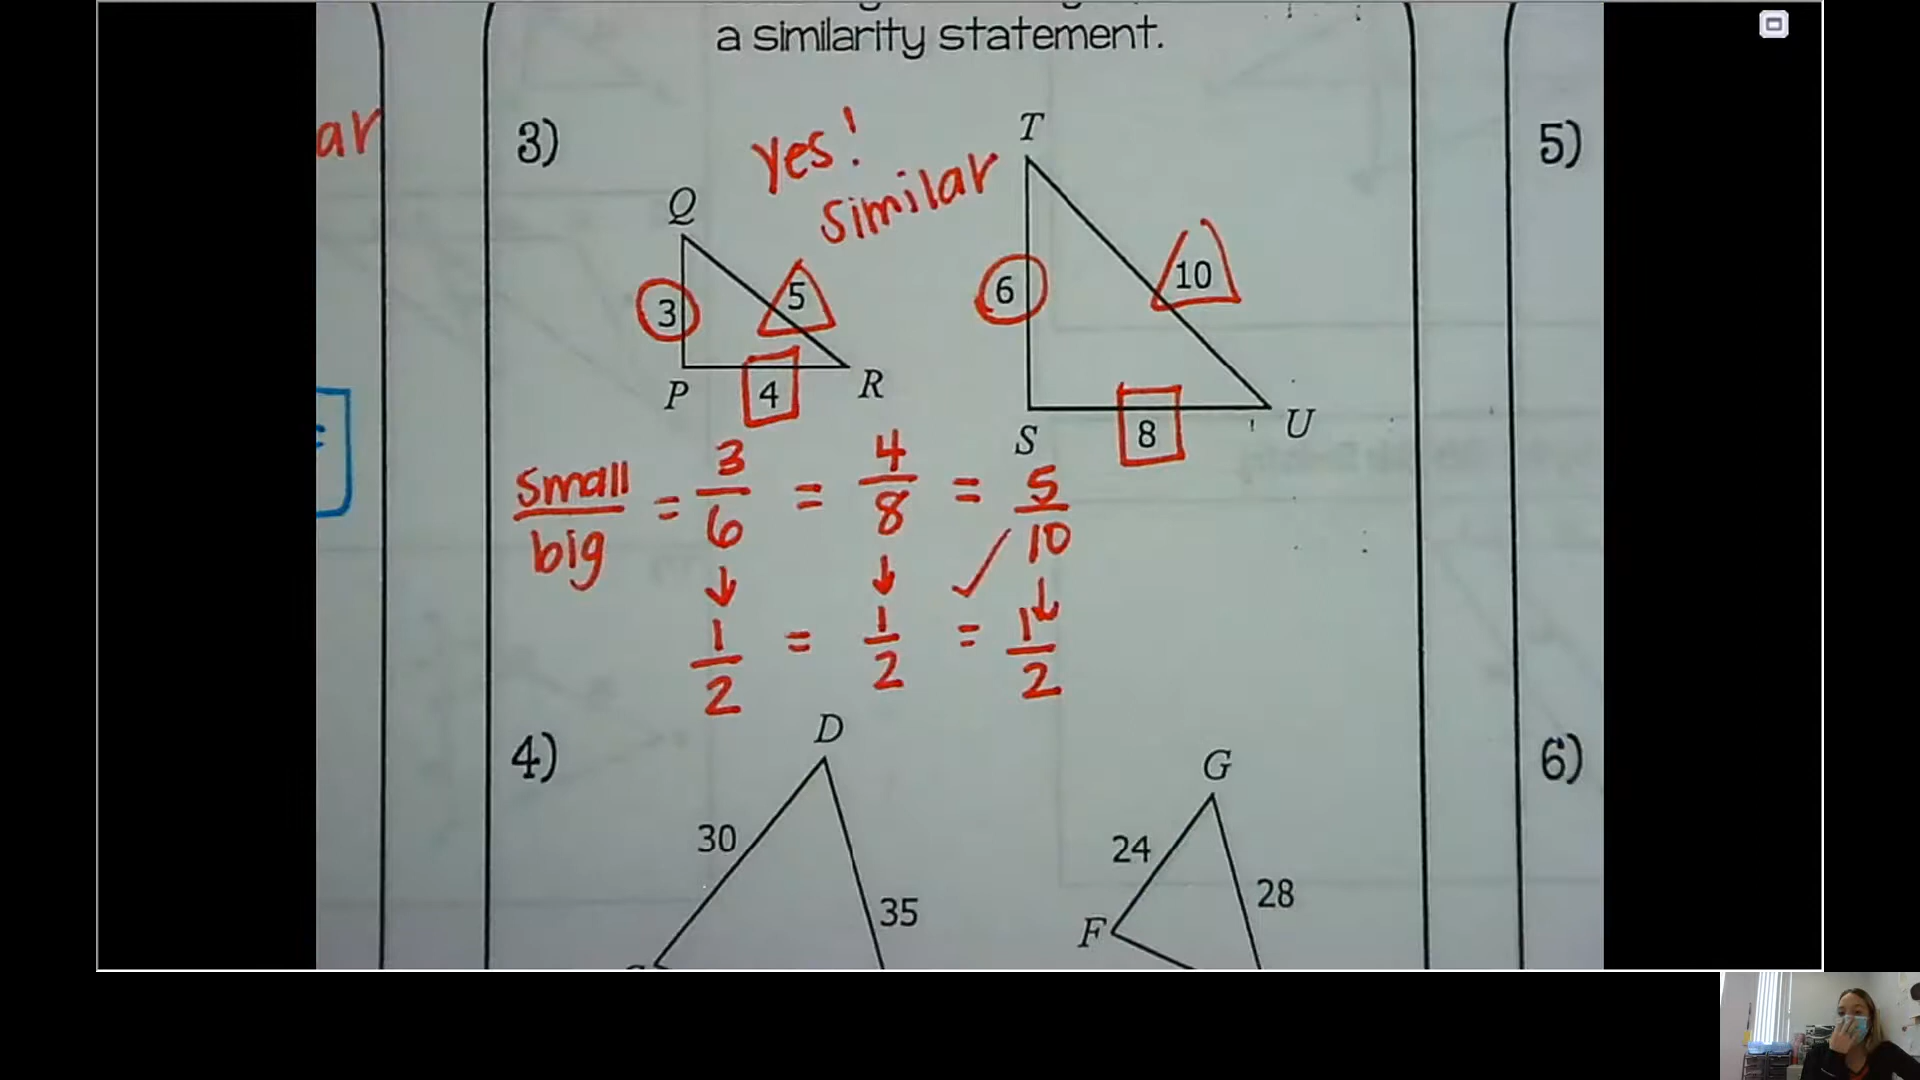 a similarity statement.
ar
3)
yes!
similar
Q
3
5
P
4
R
T
6
10
S
8
U
small/big = 3/6 = 4/8 = 5/10
↓ ↓ ✓ ↓
1/2 = 1/2 = 1/2
4)
D
30
35
G
24
28
F
5)
6)